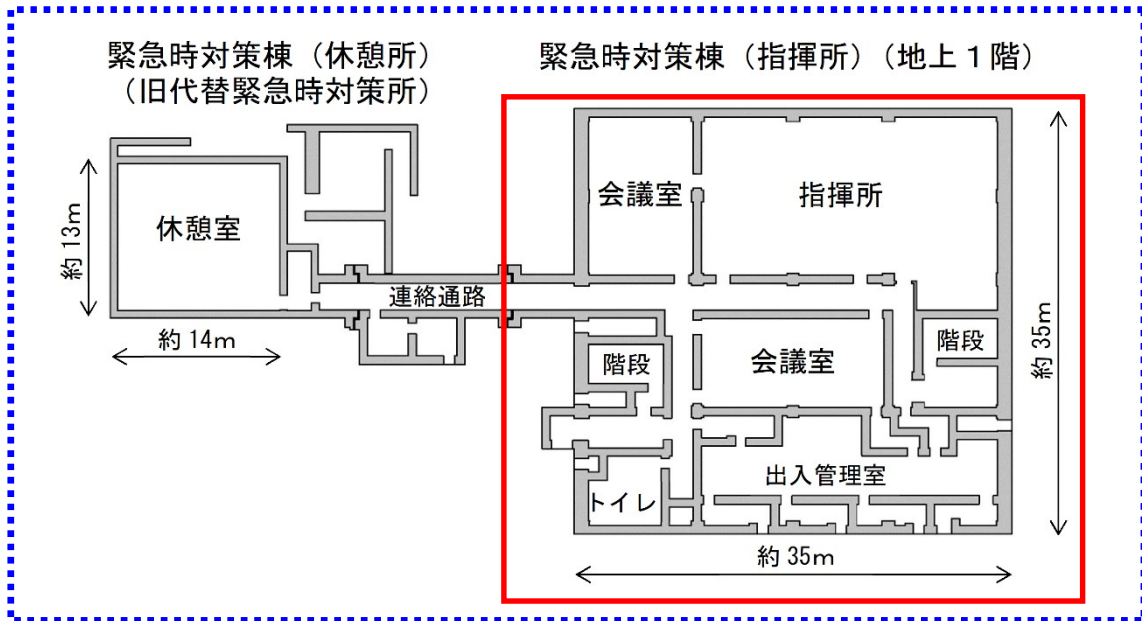 緊急時対策棟（休憩所）
（旧代替緊急時対策所）
緊急時対策棟（指揮所）（地上１階）
会議室
指揮所
休憩室
約13m
連絡通路
約14m
階段
会議室
階段
約35m
出入管理室
トイレ
約35m